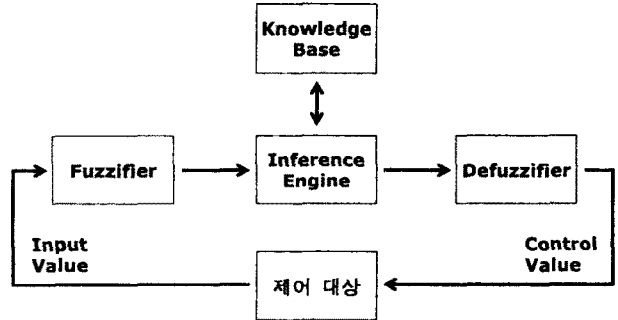 Knowledge
Base
Fuzzifier
Inference
Engine
Defuzzifier
Input
Value
제어 대상
Control
Value